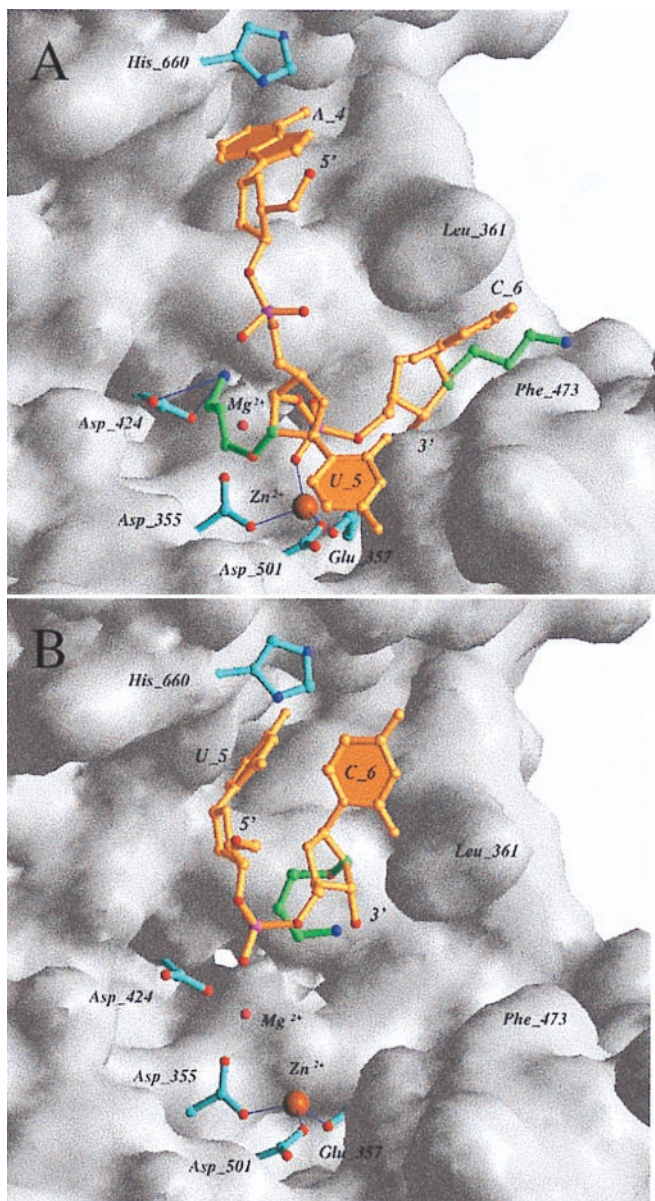 A
His_660
A_4
5'
Leu_361
C_6
Phe_473
Asp_424
Mg2+
3'
U_5
Zn2+
Asp_355
Asp_501
Glu_357
B
His_660
U_5
C_6
5'
Leu_361
3'
Asp_424
Mg2+
Phe_473
Asp_355
Zn2+
Asp_501
Glu_357